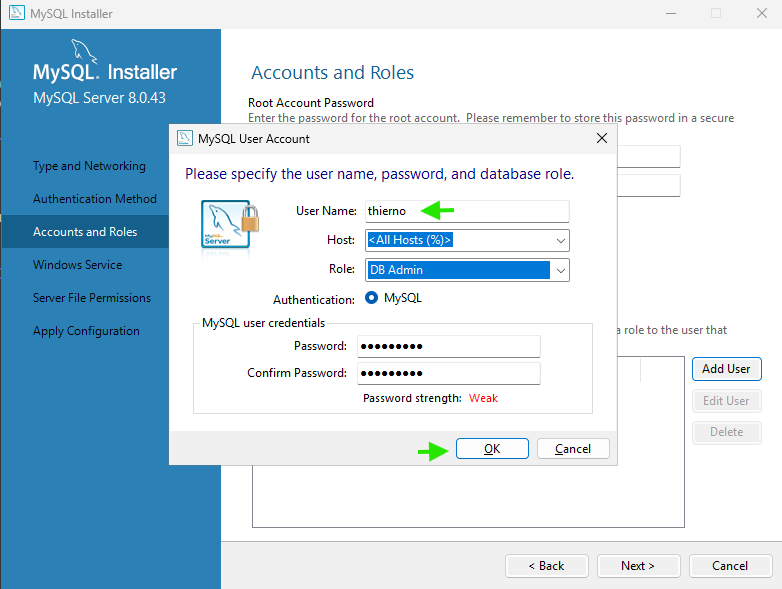 MySQL Installer
MySQL. Installer
MySQL Server 8.0.43
Type and Networking
Authentication Method
Accounts and Roles
Windows Service
Server File Permissions
Apply Configuration
Accounts and Roles
Root Account Password
Enter the password for the root account. Please remember to store this password in a secure
MySQL User Account
Please specify the user name, password, and database role.
MySQL
Server
User Name: thierno
Host: <All Hosts (%)>
Role: DB Admin
Authentication: MySQL
MySQL user credentials
Password: ●●●●●●●●●
Confirm Password: ●●●●●●●●●
Password strength: Weak
OK Cancel
a role to the user that
Add User
Edit User
Delete
< Back Next > Cancel